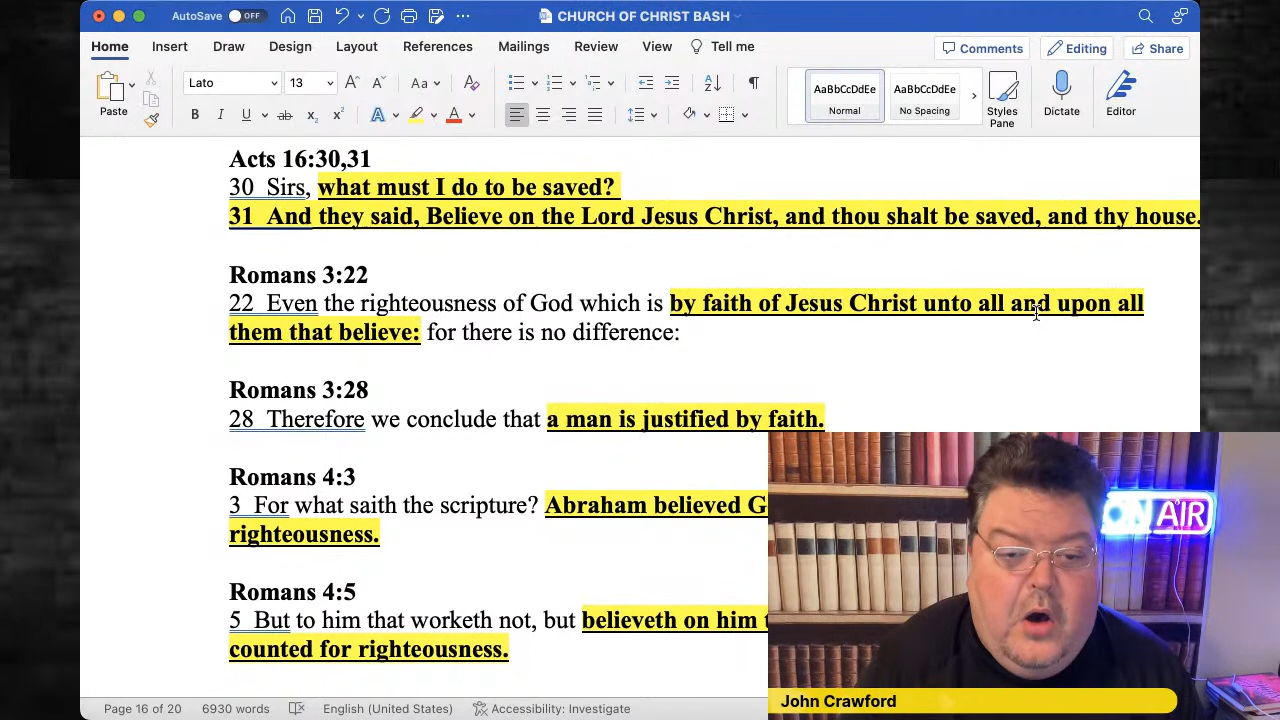 AutoSave OFF
CHURCH OF CHRIST BASH
Home Insert Draw Design Layout References Mailings Review View Tell me
Comments Editing Share
Paste
Lato 13
AaBbCcDdEe AaBbCcDdEe
Normal No Spacing
Styles Pane
Dictate
Editor
Acts 16:30,31
30 Sirs, what must I do to be saved?
31 And they said, Believe on the Lord Jesus Christ, and thou shalt be saved, and thy house.
Romans 3:22
22 Even the righteousness of God which is by faith of Jesus Christ unto all and upon all
them that believe: for there is no difference:
Romans 3:28
28 Therefore we conclude that a man is justified by faith.
Romans 4:3
3 For what saith the scripture? Abraham believed G
righteousness.
Romans 4:5
5 But to him that worketh not, but believeth on him
counted for righteousness.
ON AIR
John Crawford
6930 words English (United States) Accessibility: Investigate